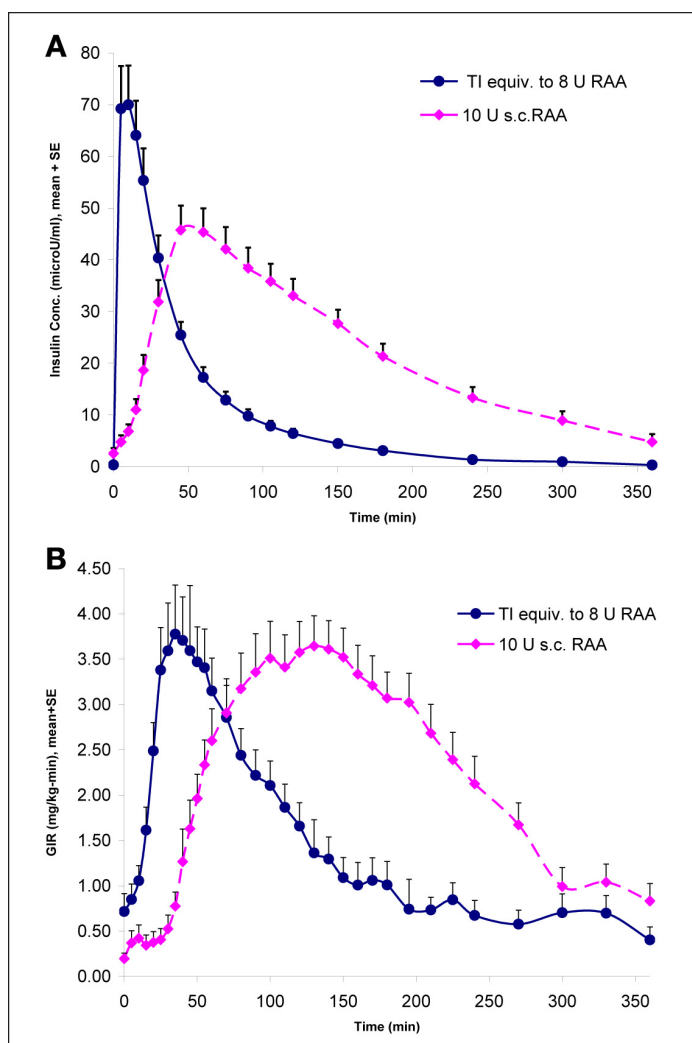 A
80
70
60
50
40
30
20
10
0
Insulin Conc. (microU/ml), mean + SE
TI equiv. to 8 U RAA
10 U s.c.RAA
0 50 100 150 200 250 300 350
Time (min)
B
4.50
4.00
3.50
3.00
2.50
2.00
1.50
1.00
0.50
0.00
GIR (mg/kg-min), mean+SE
TI equiv. to 8 U RAA
10 U s.c. RAA
0 50 100 150 200 250 300 350
Time (min)